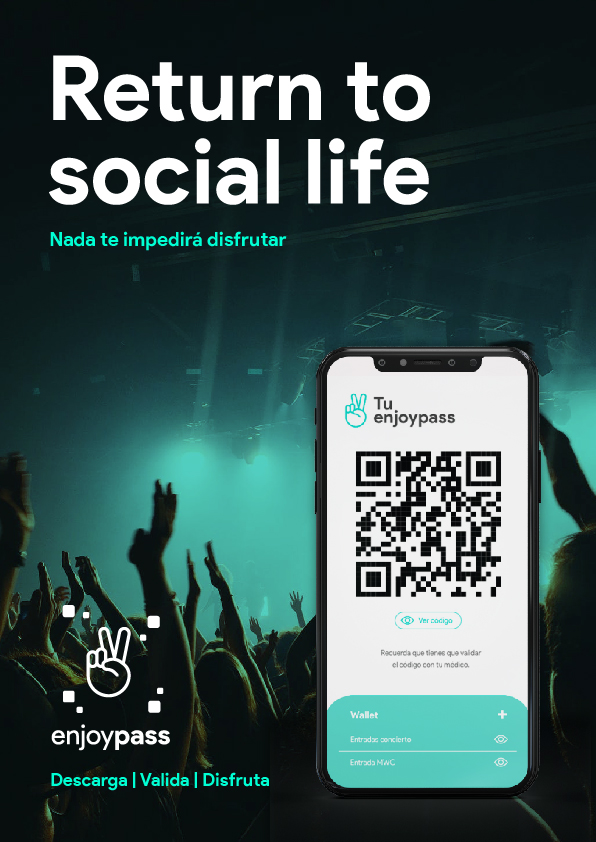 Return to
social life
Nada te impedirá disfrutar
Tu
enjoypass
Ver código
Recuerda que tienes que validar
el código con tu médico.
Wallet
Entradas concierto
Entrada MWC
enjoypass
Descarga | Valida | Disfruta